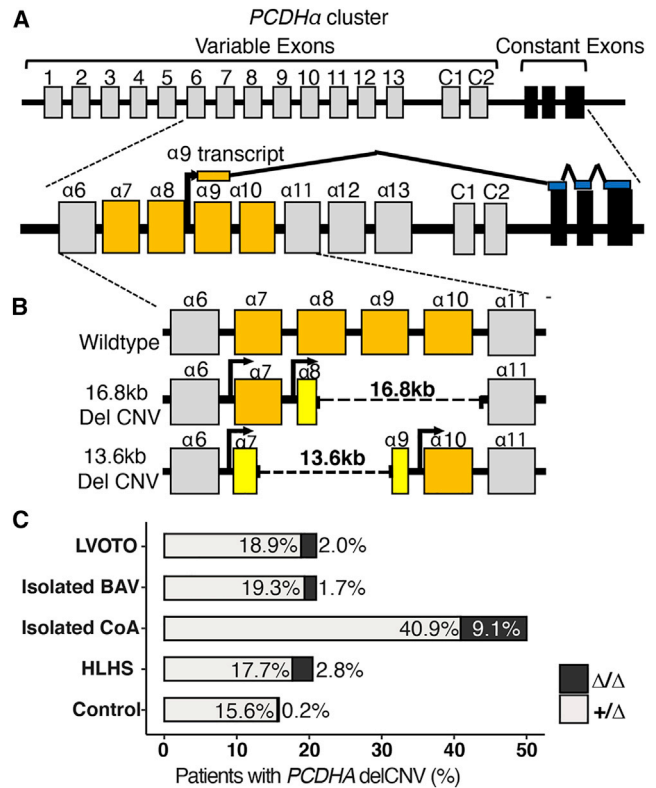 A
PCDHα cluster
Variable Exons
Constant Exons
1 2 3 4 5 6 7 8 9 10 11 12 13 C1 C2
α9 transcript
α6 α7 α8 α9 α10 α11 α12 α13 C1 C2
B
α6 α7 α8 α9 α10 α11
Wildtype
α6 α7 α8 α11
16.8kb
16.8kb
Del CNV
α6 α7 α9 α10 α11
13.6kb
13.6kb
Del CNV
C
LVOTO 18.9% 2.0%
Isolated BAV 19.3% 1.7%
Isolated CoA 40.9% 9.1%
HLHS 17.7% 2.8%
Δ/Δ
Control 15.6% 0.2%
+/Δ
0 10 20 30 40 50
Patients with PCDHA delCNV (%)